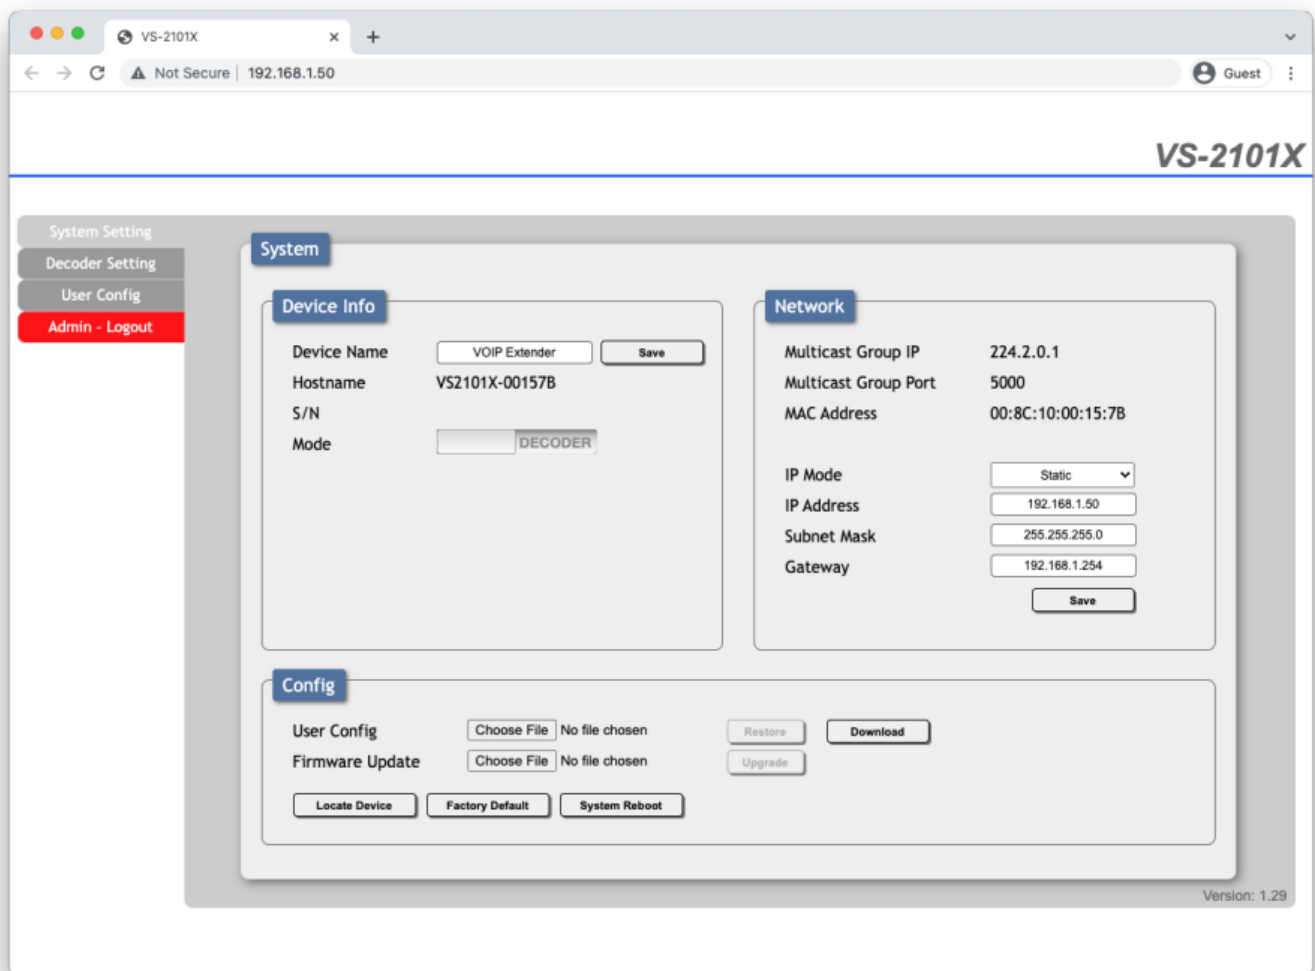 VS-2101X
Not Secure | 192.168.1.50
Guest
VS-2101X
System Setting
Decoder Setting
User Config
Admin - Logout
System
Device Info
Device Name VOIP Extender Save
Hostname VS2101X-00157B
S/N
Mode DECODER
Network
Multicast Group IP 224.2.0.1
Multicast Group Port 5000
MAC Address 00:8C:10:00:15:7B
IP Mode Static
IP Address 192.168.1.50
Subnet Mask 255.255.255.0
Gateway 192.168.1.254
Save
Config
User Config Choose File No file chosen Restore Download
Firmware Update Choose File No file chosen Upgrade
Locate Device Factory Default System Reboot
Version: 1.29